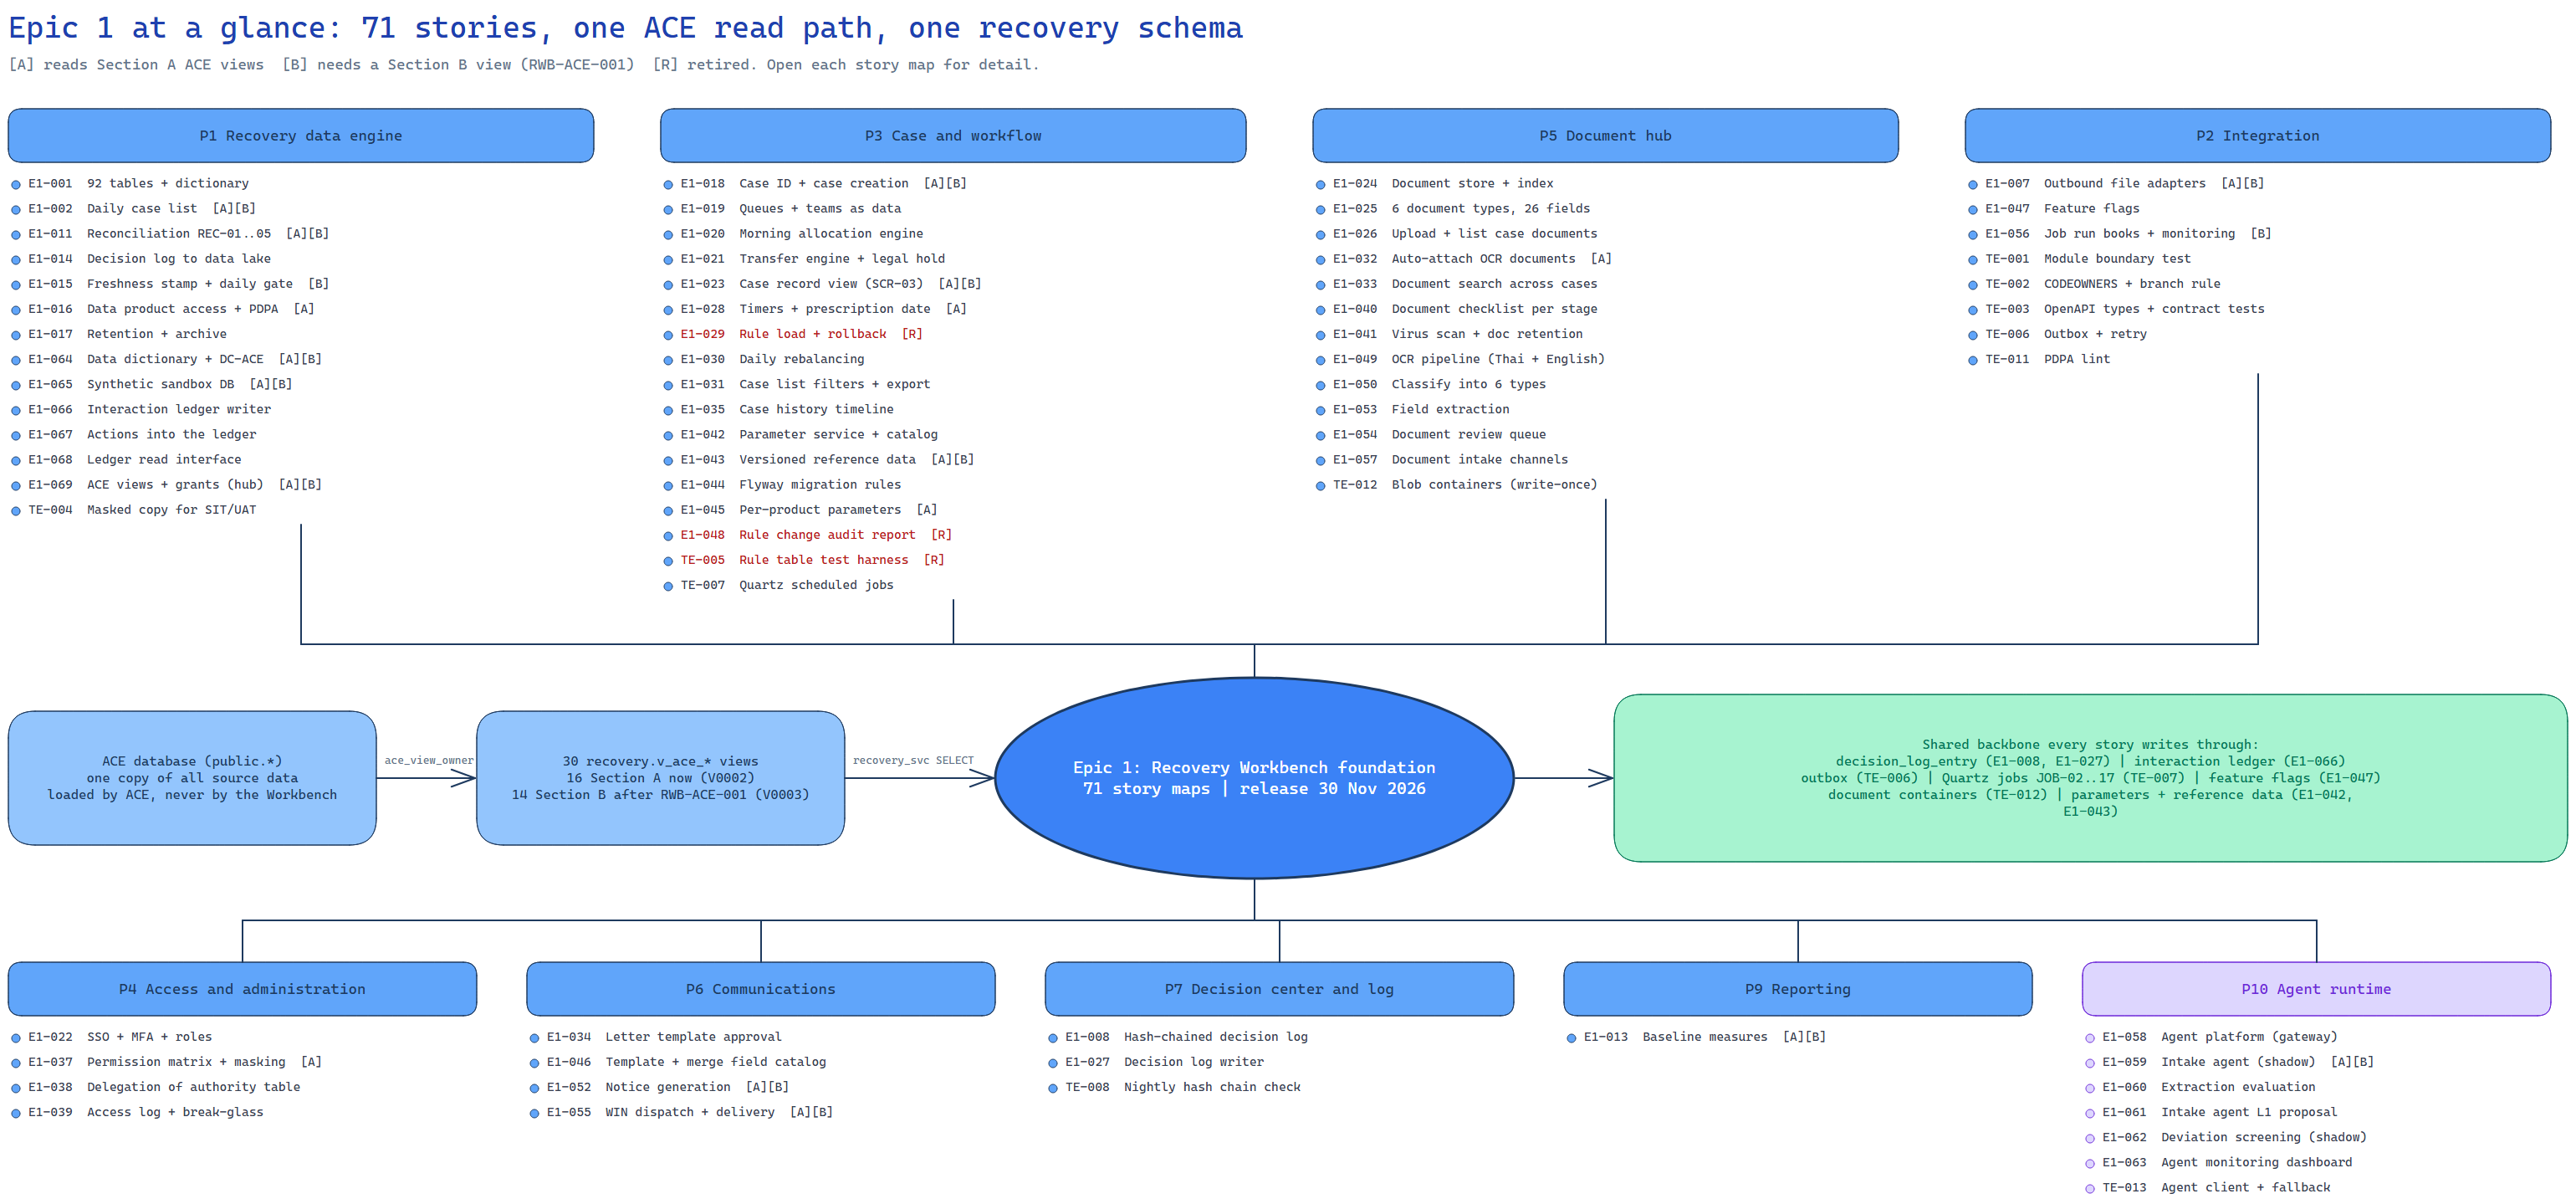 Epic 1 at a glance: 71 stories, one ACE read path, one recovery schema
[A] reads Section A ACE views  [B] needs a Section B view (RWB-ACE-001)  [R] retired. Open each story map for detail.
P1 Recovery data engine
E1-001  92 tables + dictionary
E1-002  Daily case list  [A][B]
E1-011  Reconciliation REC-01..05  [A][B]
E1-014  Decision log to data lake
E1-015  Freshness stamp + daily gate  [B]
E1-016  Data product access + PDPA  [A]
E1-017  Retention + archive
E1-064  Data dictionary + DC-ACE  [A][B]
E1-065  Synthetic sandbox DB  [A][B]
E1-066  Interaction ledger writer
E1-067  Actions into the ledger
E1-068  Ledger read interface
E1-069  ACE views + grants (hub)  [A][B]
TE-004  Masked copy for SIT/UAT
P3 Case and workflow
E1-018  Case ID + case creation  [A][B]
E1-019  Queues + teams as data
E1-020  Morning allocation engine
E1-021  Transfer engine + legal hold
E1-023  Case record view (SCR-03)  [A][B]
E1-028  Timers + prescription date  [A]
E1-029  Rule load + rollback  [R]
E1-030  Daily rebalancing
E1-031  Case list filters + export
E1-035  Case history timeline
E1-042  Parameter service + catalog
E1-043  Versioned reference data  [A][B]
E1-044  Flyway migration rules
E1-045  Per-product parameters  [A]
E1-048  Rule change audit report  [R]
TE-005  Rule table test harness  [R]
TE-007  Quartz scheduled jobs
P5 Document hub
E1-024  Document store + index
E1-025  6 document types, 26 fields
E1-026  Upload + list case documents
E1-032  Auto-attach OCR documents  [A]
E1-033  Document search across cases
E1-040  Document checklist per stage
E1-041  Virus scan + doc retention
E1-049  OCR pipeline (Thai + English)
E1-050  Classify into 6 types
E1-053  Field extraction
E1-054  Document review queue
E1-057  Document intake channels
TE-012  Blob containers (write-once)
P2 Integration
E1-007  Outbound file adapters  [A][B]
E1-047  Feature flags
E1-056  Job run books + monitoring  [B]
TE-001  Module boundary test
TE-002  CODEOWNERS + branch rule
TE-003  OpenAPI types + contract tests
TE-006  Outbox + retry
TE-011  PDPA lint
ACE database (public.*)
one copy of all source data
loaded by ACE, never by the Workbench
ace_view_owner
30 recovery.v_ace_* views
16 Section A now (V0002)
14 Section B after RWB-ACE-001 (V0003)
recovery_svc SELECT
Epic 1: Recovery Workbench foundation
71 story maps | release 30 Nov 2026
Shared backbone every story writes through:
decision_log_entry (E1-008, E1-027) | interaction ledger (E1-066)
outbox (TE-006) | Quartz jobs JOB-02..17 (TE-007) | feature flags (E1-047)
document containers (TE-012) | parameters + reference data (E1-042,
E1-043)
P4 Access and administration
E1-022  SSO + MFA + roles
E1-037  Permission matrix + masking  [A]
E1-038  Delegation of authority table
E1-039  Access log + break-glass
P6 Communications
E1-034  Letter template approval
E1-046  Template + merge field catalog
E1-052  Notice generation  [A][B]
E1-055  WIN dispatch + delivery  [A][B]
P7 Decision center and log
E1-008  Hash-chained decision log
E1-027  Decision log writer
TE-008  Nightly hash chain check
P9 Reporting
E1-013  Baseline measures  [A][B]
P10 Agent runtime
E1-058  Agent platform (gateway)
E1-059  Intake agent (shadow)  [A][B]
E1-060  Extraction evaluation
E1-061  Intake agent L1 proposal
E1-062  Deviation screening (shadow)
E1-063  Agent monitoring dashboard
TE-013  Agent client + fallback